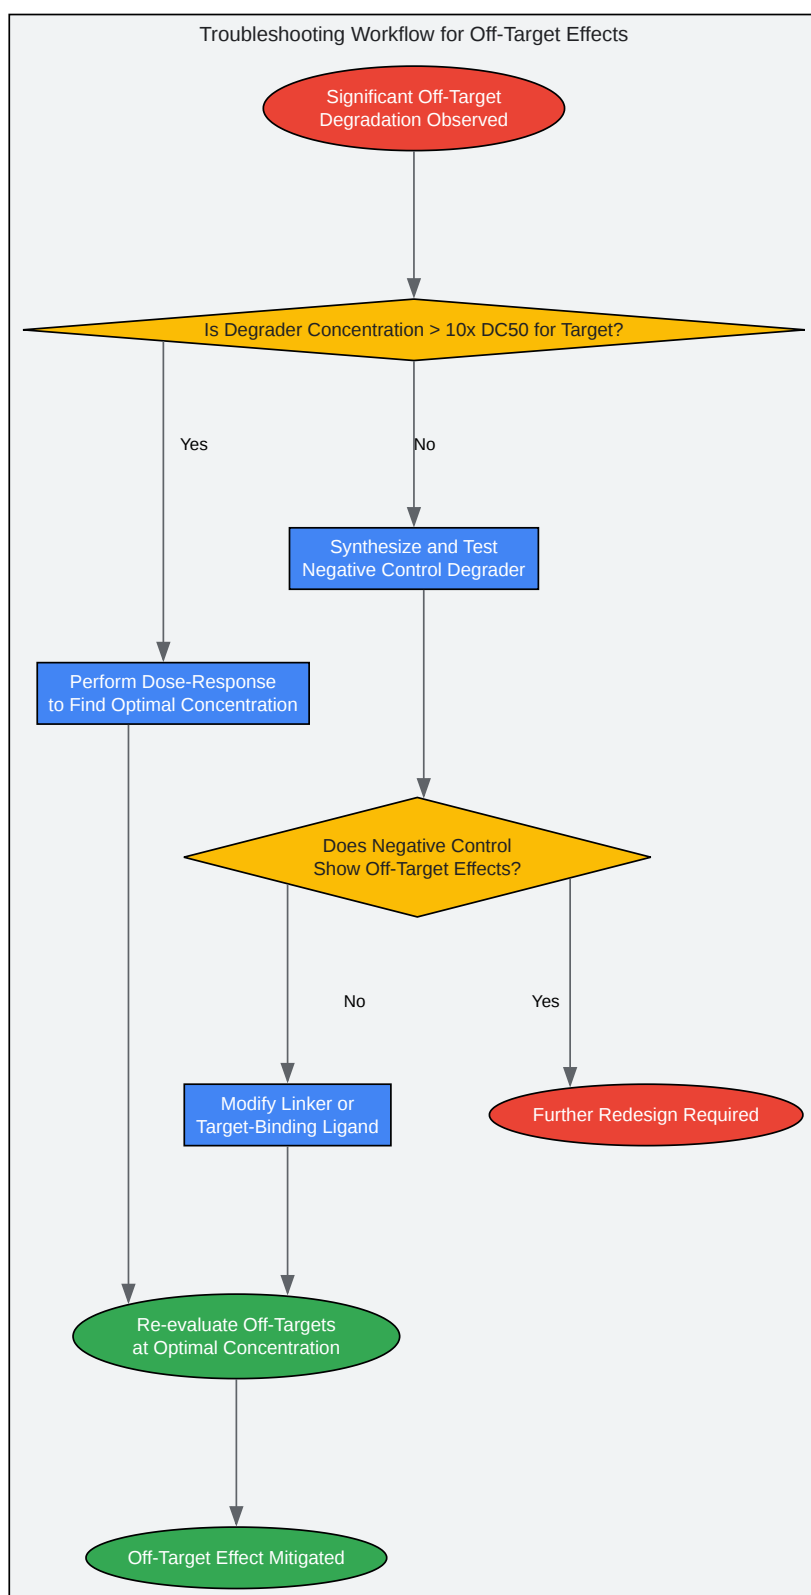 Troubleshooting Workflow for Off-Target Effects
Significant Off-Target
Degradation Observed
Is Degrader Concentration > 10x DC50 for Target?
Yes
No
Synthesize and Test
Negative Control Degrader
Perform Dose-Response
to Find Optimal Concentration
Does Negative Control
Show Off-Target Effects?
No
Yes
Modify Linker or
Target-Binding Ligand
Further Redesign Required
Re-evaluate Off-Targets
at Optimal Concentration
Off-Target Effect Mitigated